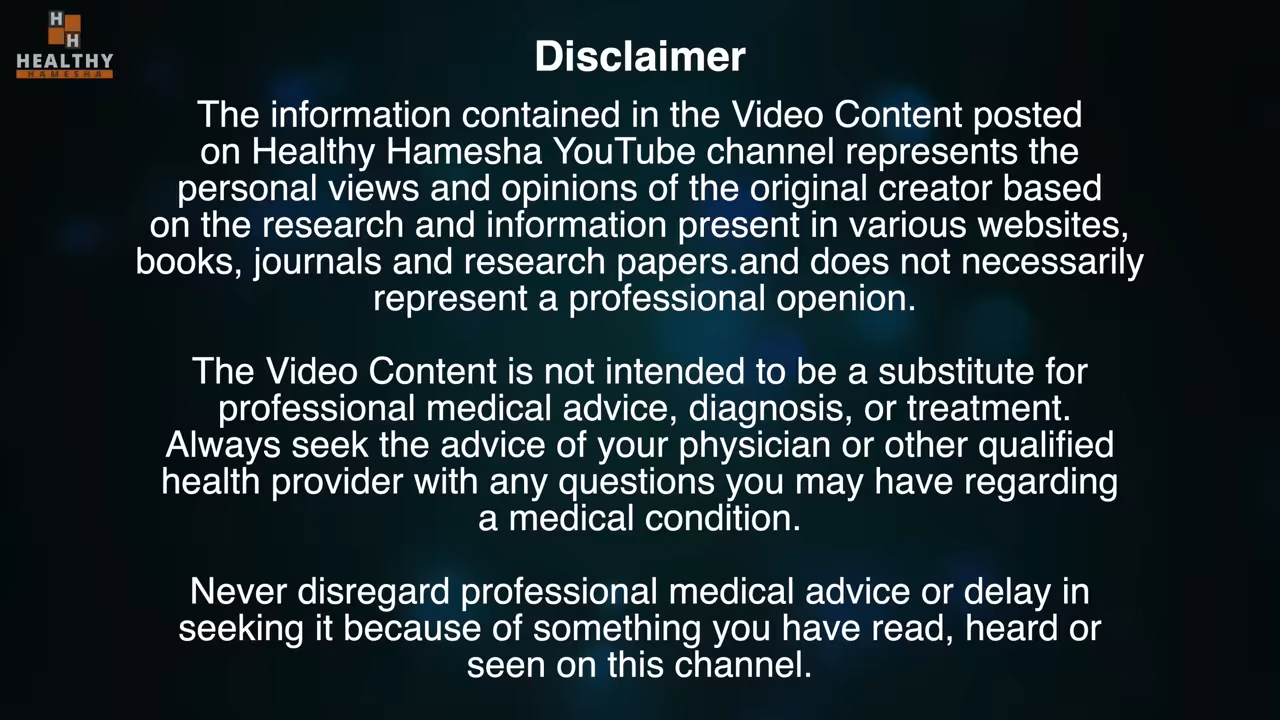 H
H
HEALTHY
HAMESHA
Disclaimer
The information contained in the Video Content posted
on Healthy Hamesha YouTube channel represents the
personal views and opinions of the original creator based
on the research and information present in various websites,
books, journals and research papers.and does not necessarily
represent a professional openion.
The Video Content is not intended to be a substitute for
professional medical advice, diagnosis, or treatment.
Always seek the advice of your physician or other qualified
health provider with any questions you may have regarding
a medical condition.
Never disregard professional medical advice or delay in
seeking it because of something you have read, heard or
seen on this channel.